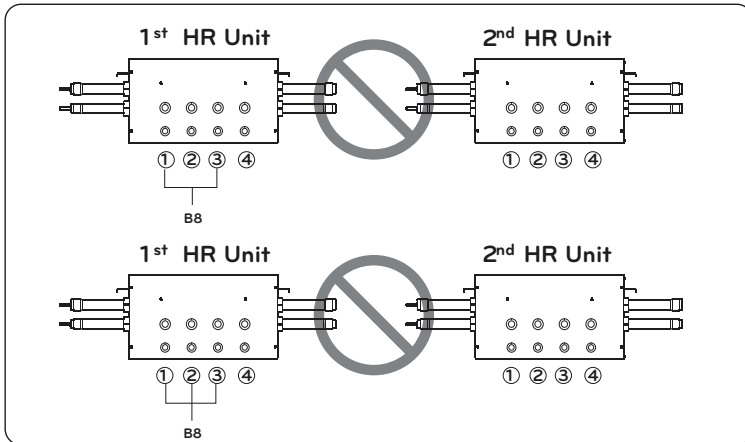 1st HR Unit 2nd HR Unit
① ② ③ ④ ① ② ③ ④
B8
1st HR Unit 2nd HR Unit
① ② ③ ④ ① ② ③ ④
B8